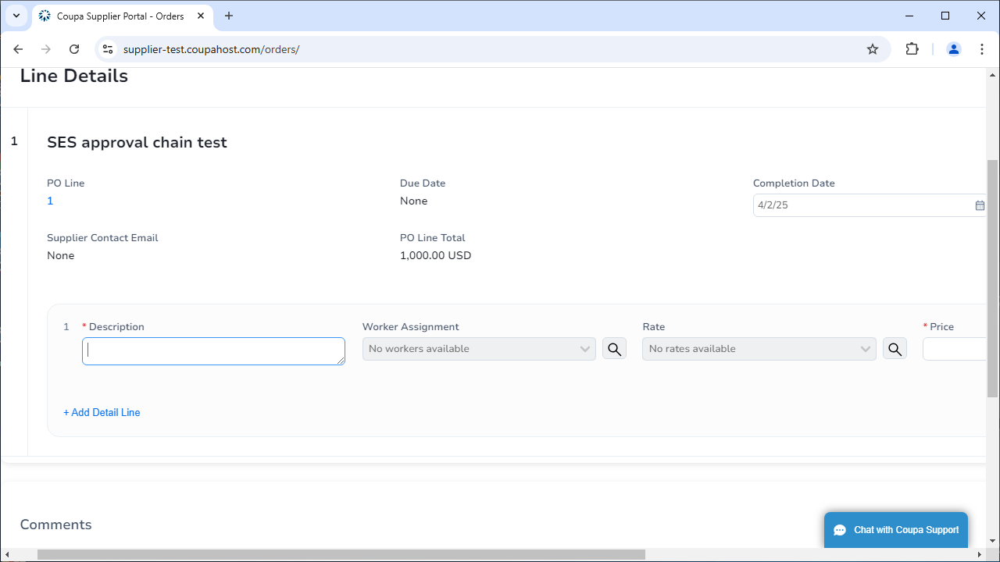 Coupa Supplier Portal - Orders
supplier-test.coupahost.com/orders/
Line Details
1
SES approval chain test
PO Line
Due Date
Completion Date
1
None
4/2/25
Supplier Contact Email
PO Line Total
None
1,000.00 USD
1
* Description
Worker Assignment
Rate
* Price
No workers available
No rates available
+ Add Detail Line
Comments
Chat with Coupa Support